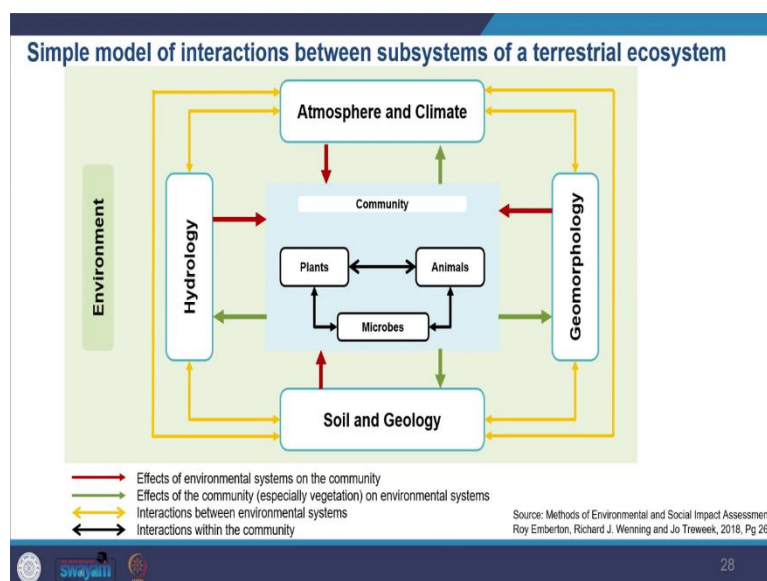 Simple model of interactions between subsystems of a terrestrial ecosystem
Atmosphere and Climate
Environment
Hydrology
Community
Plants
Animals
Microbes
Geomorphology
Soil and Geology
Effects of environmental systems on the community
Effects of the community (especially vegetation) on environmental systems
Interactions between environmental systems
Interactions within the community
Source: Methods of Environmental and Social Impact Assessment
Roy Emberton, Richard J. Wenning and Jo Treweek, 2018, Pg 26
swayam
28